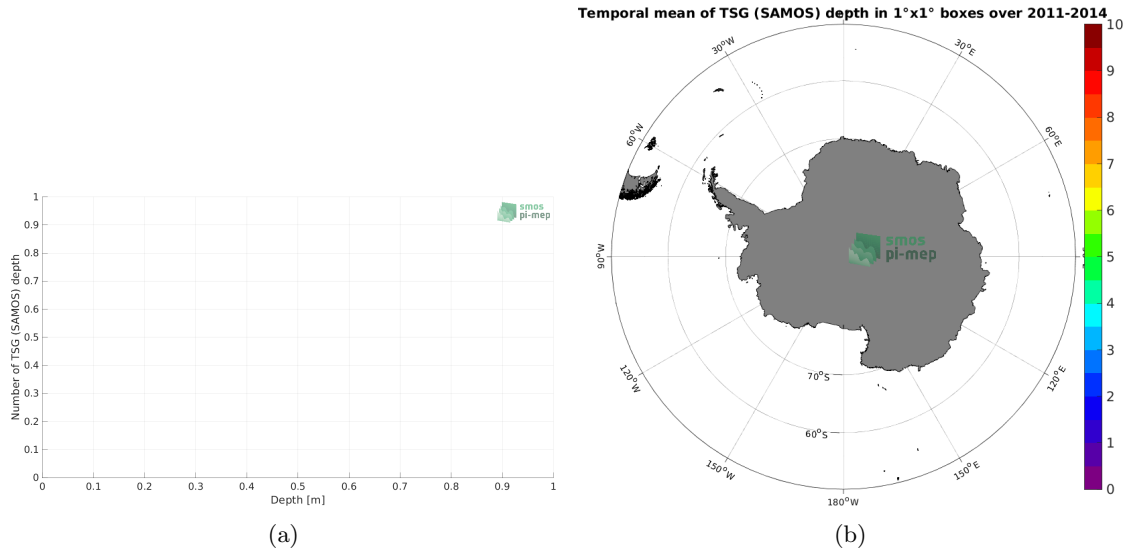 Temporal mean of TSG (SAMOS) depth in 1°x1° boxes over 2011-2014
Number of TSG (SAMOS) depth
1
0.9
0.8
0.7
0.6
0.5
0.4
0.3
0.2
0.1
0
0 0.1 0.2 0.3 0.4 0.5 0.6 0.7 0.8 0.9 1
Depth [m]
smos
pi-mep
(a)
30°W
30°E
60°W
60°E
90°W
120°W
120°E
150°W
150°E
180°W
70°S
60°S
smos
pi-mep
10
9
8
7
6
5
4
3
2
1
0
(b)